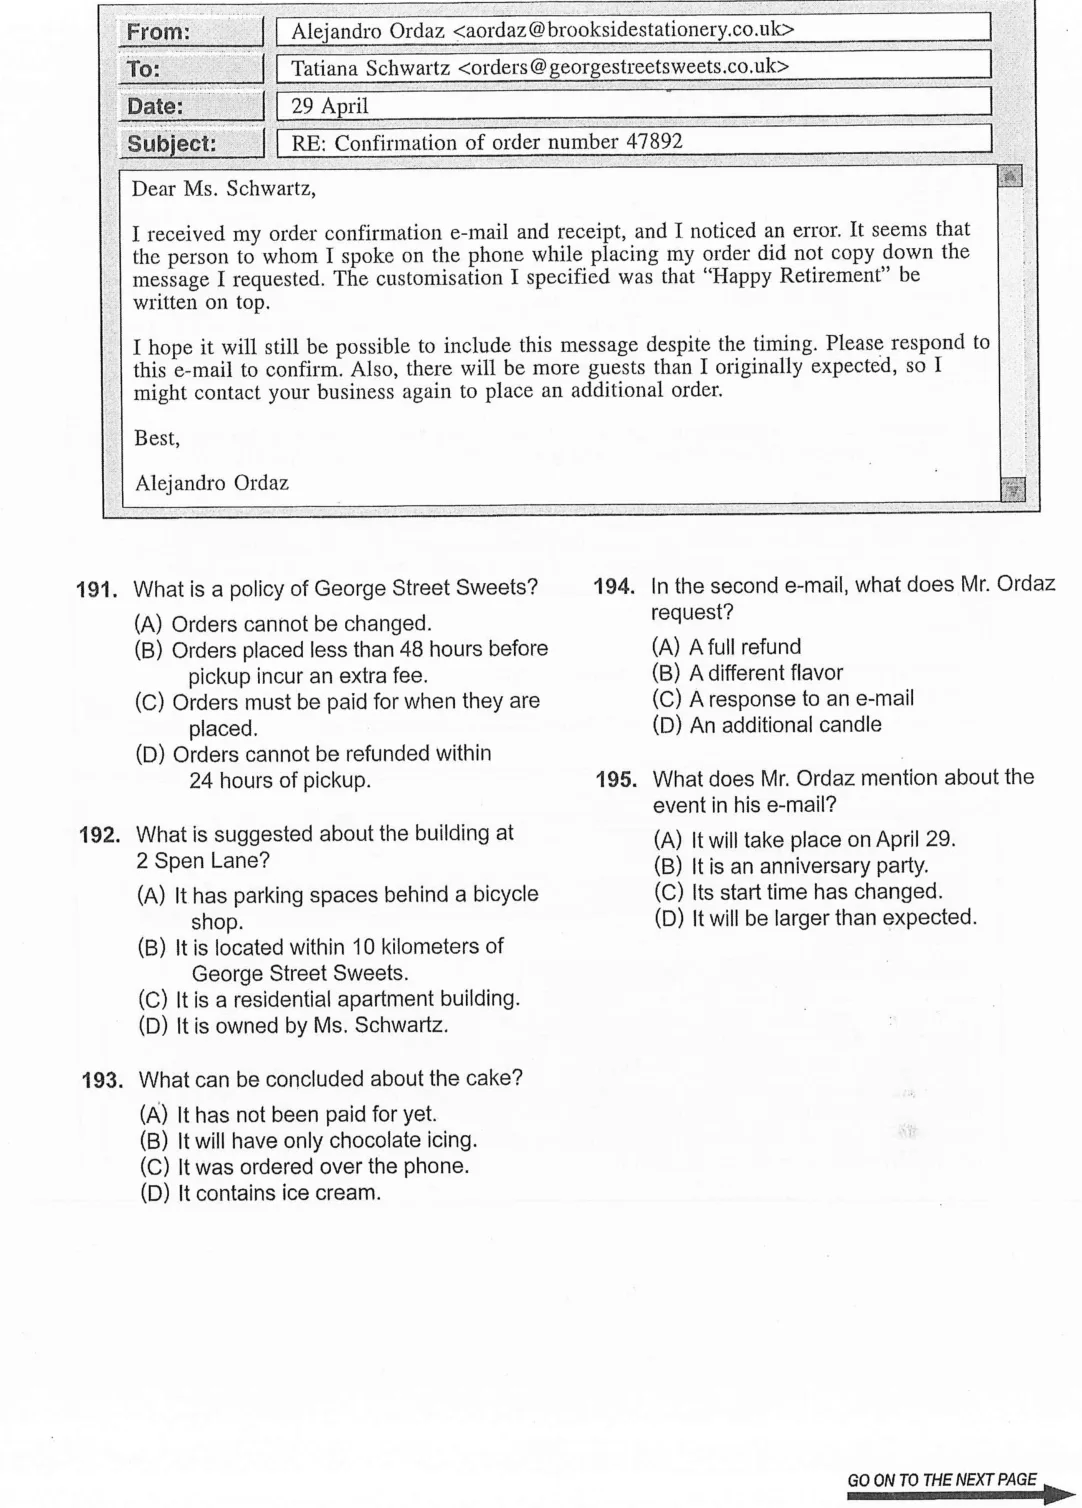 From: Alejandro Ordaz <aordaz@brooksidestationery.co.uk>
To: Tatiana Schwartz <orders@georgestreetsweets.co.uk>
Date: 29 April
Subject: RE: Confirmation of order number 47892
Dear Ms. Schwartz,
I received my order confirmation e-mail and receipt, and I noticed an error. It seems that
the person to whom I spoke on the phone while placing my order did not copy down the
message I requested. The customisation I specified was that “Happy Retirement” be
written on top.
I hope it will still be possible to include this message despite the timing. Please respond to
this e-mail to confirm. Also, there will be more guests than I originally expected, so I
might contact your business again to place an additional order.
Best,
Alejandro Ordaz
191. What is a policy of George Street Sweets?
(A) Orders cannot be changed.
(B) Orders placed less than 48 hours before
pickup incur an extra fee.
(C) Orders must be paid for when they are
placed.
(D) Orders cannot be refunded within
24 hours of pickup.
192. What is suggested about the building at
2 Spen Lane?
(A) It has parking spaces behind a bicycle
shop.
(B) It is located within 10 kilometers of
George Street Sweets.
(C) It is a residential apartment building.
(D) It is owned by Ms. Schwartz.
193. What can be concluded about the cake?
(A) It has not been paid for yet.
(B) It will have only chocolate icing.
(C) It was ordered over the phone.
(D) It contains ice cream.
194. In the second e-mail, what does Mr. Ordaz
request?
(A) A full refund
(B) A different flavor
(C) A response to an e-mail
(D) An additional candle
195. What does Mr. Ordaz mention about the
event in his e-mail?
(A) It will take place on April 29.
(B) It is an anniversary party.
(C) Its start time has changed.
(D) It will be larger than expected.
GO ON TO THE NEXT PAGE